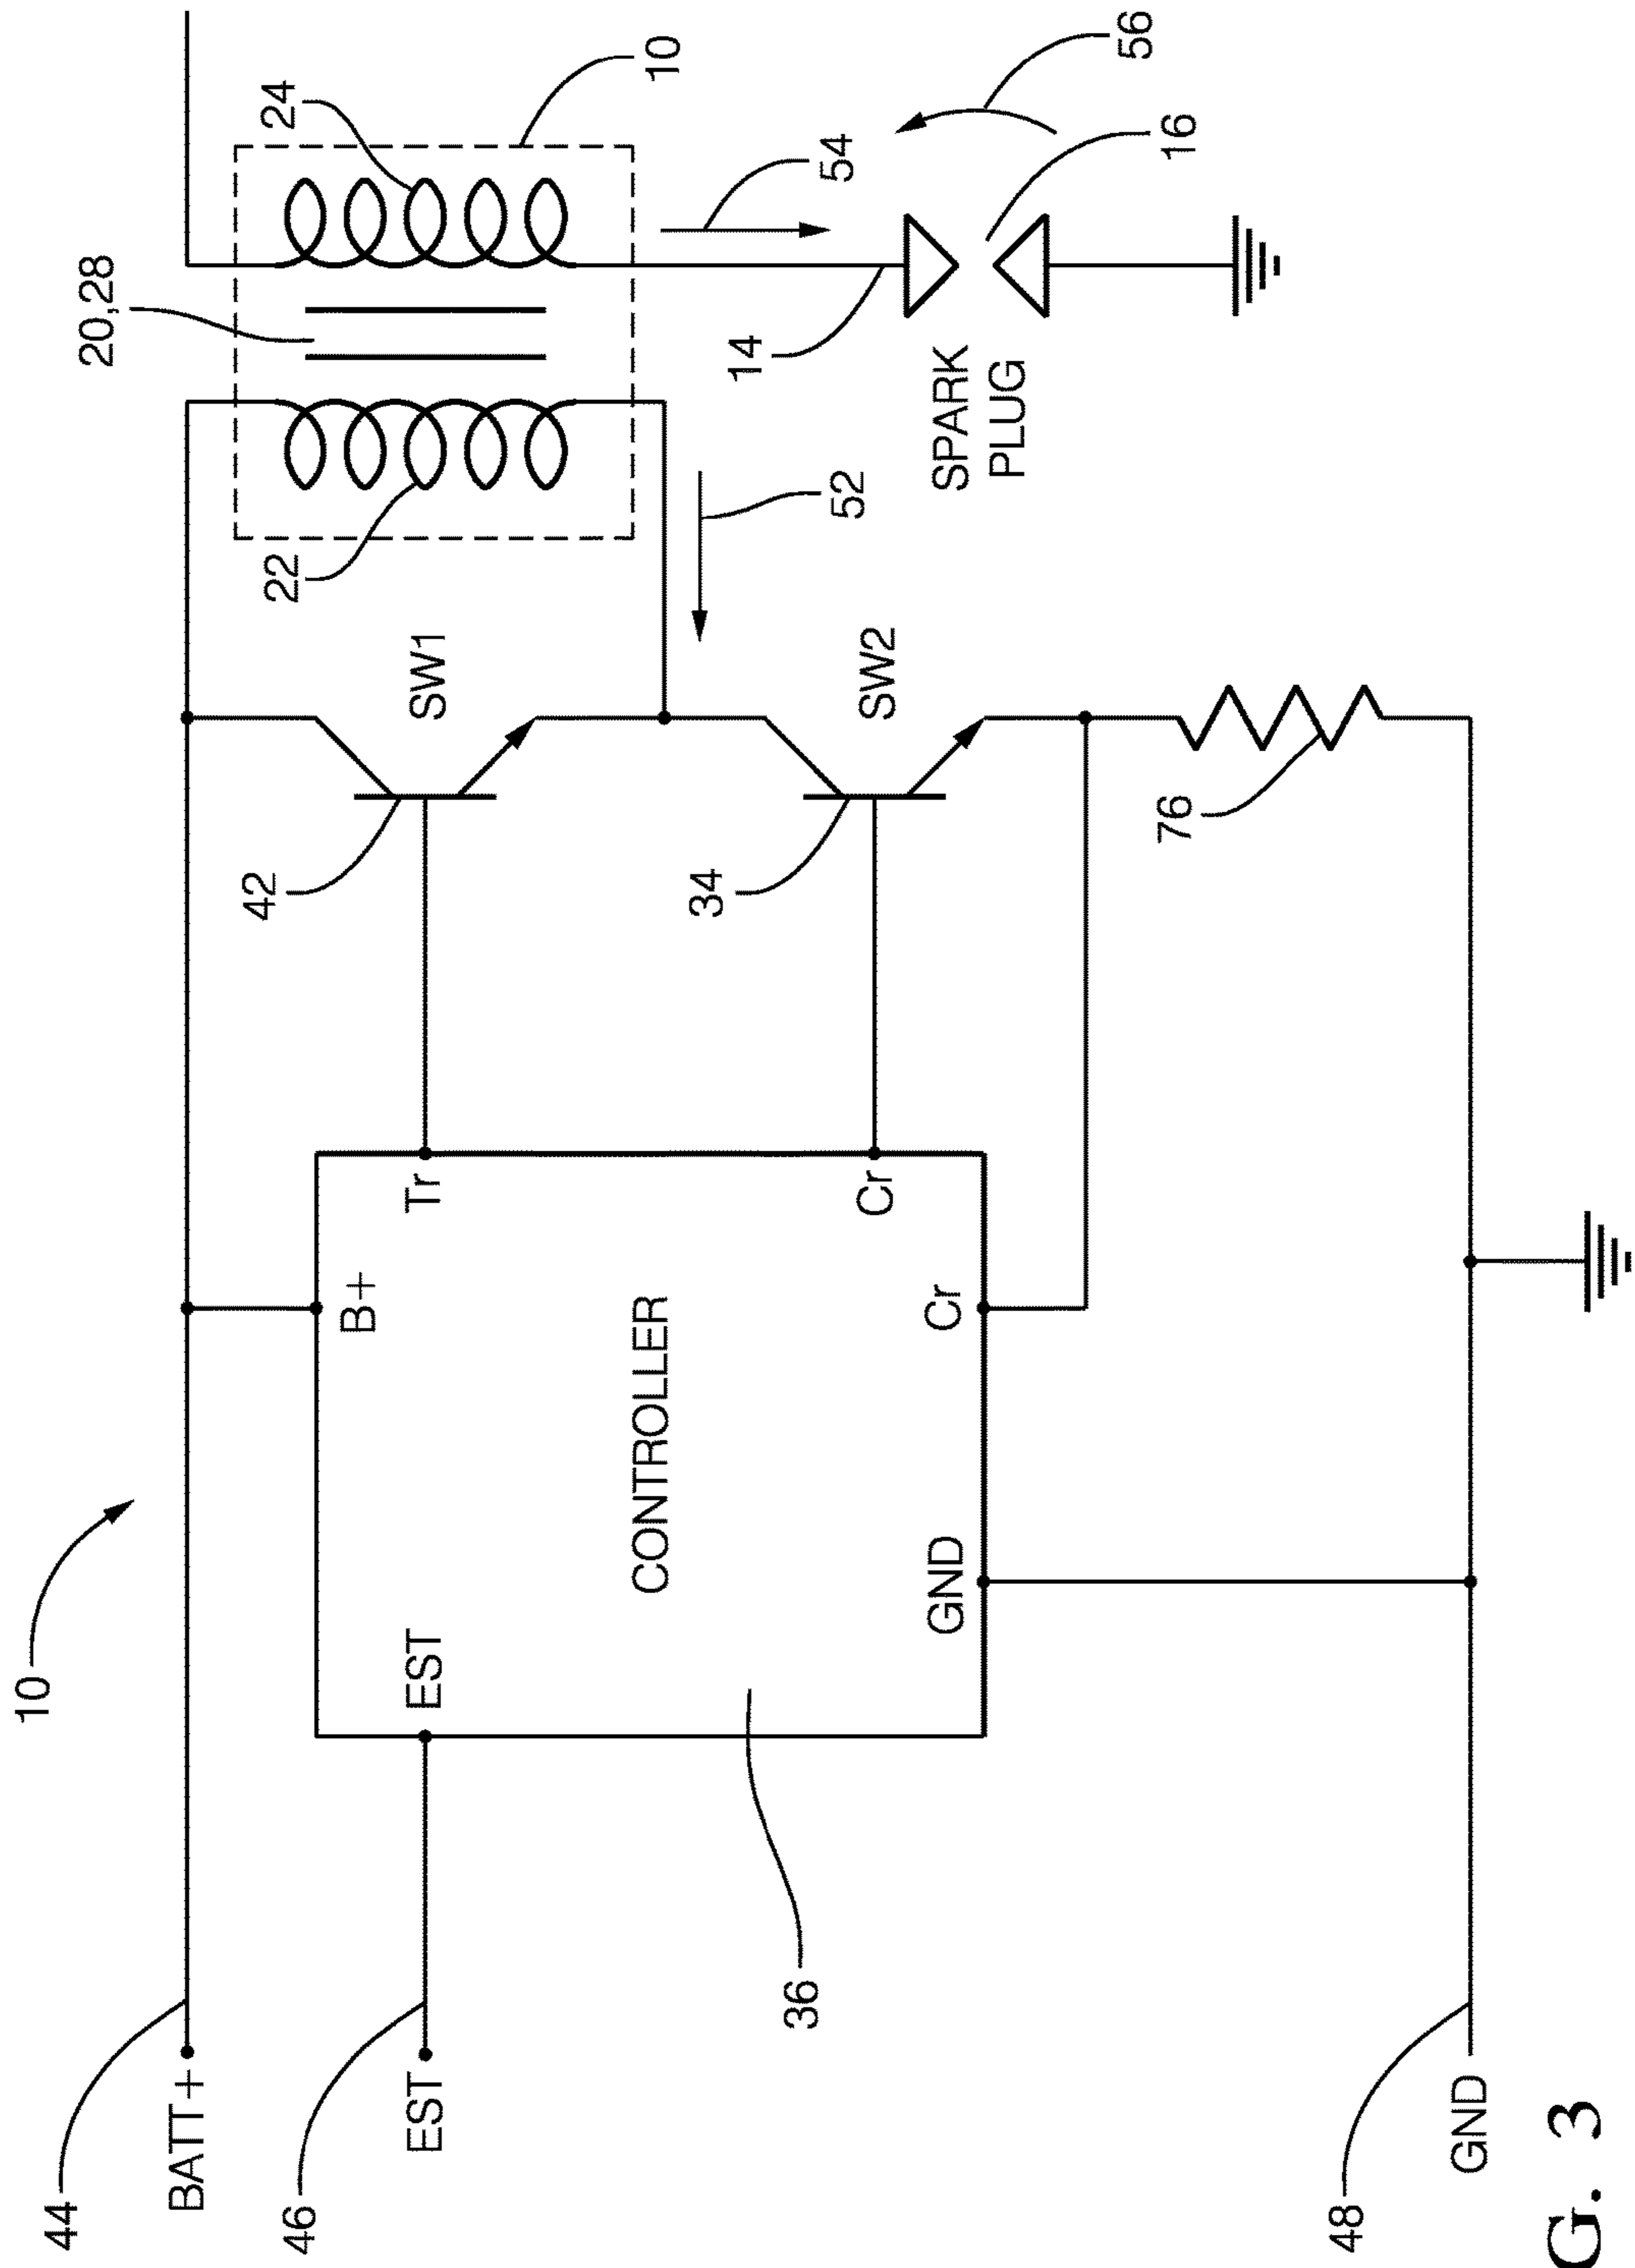 10
44
BATT+
B+
EST
46
EST
CONTROLLER
36
Tr
Cr
Cr
GND
42
SW1
34
SW2
22
20,28
24
10
52
54
14
56
16
SPARK
PLUG
76
48
GND
G. 3